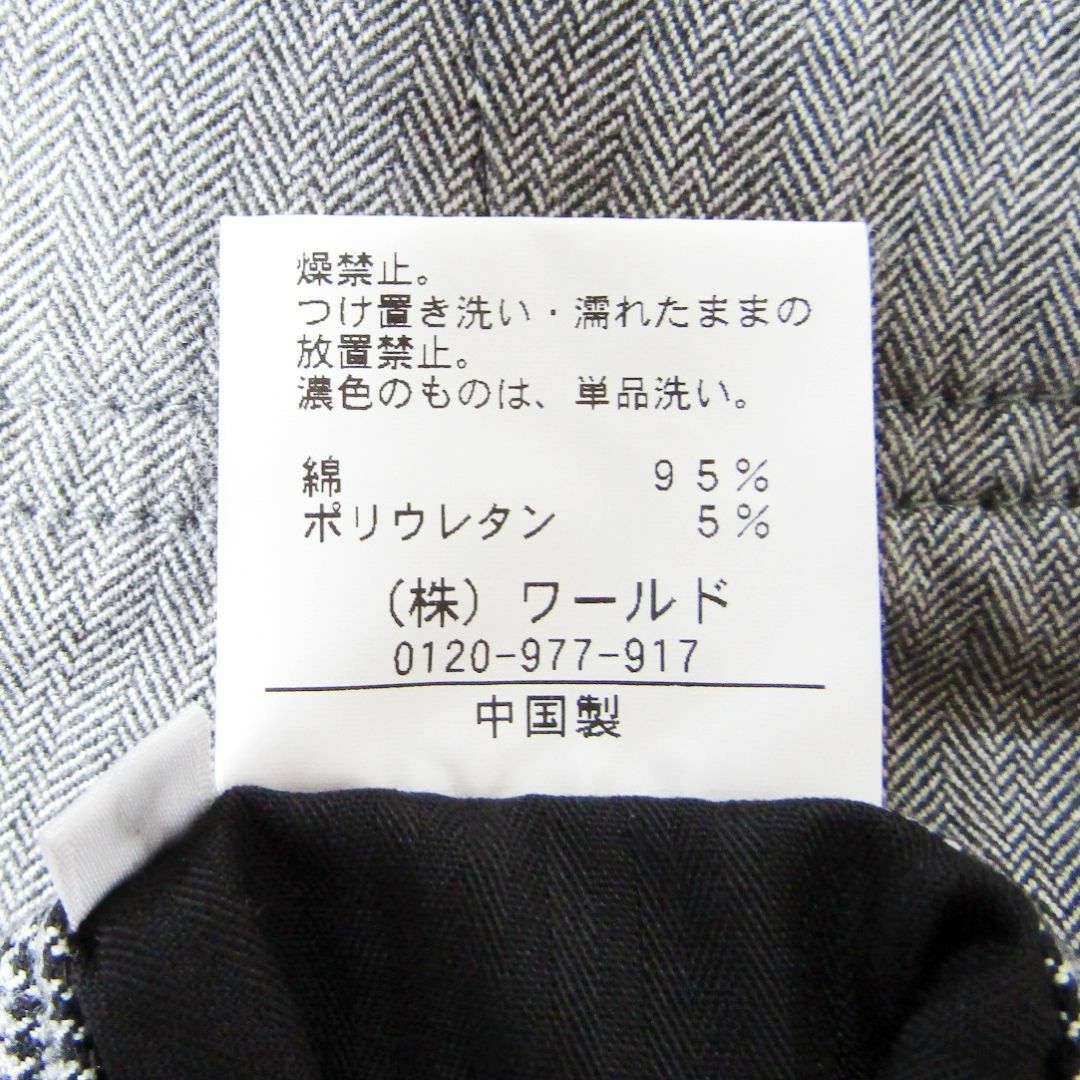 燥禁止。
つけ置き洗い・濡れたままの
放置禁止。
濃色のものは、単品洗い。
綿 95%
ポリウレタン 5%
(株) ワールド
0120-977-917
中国製